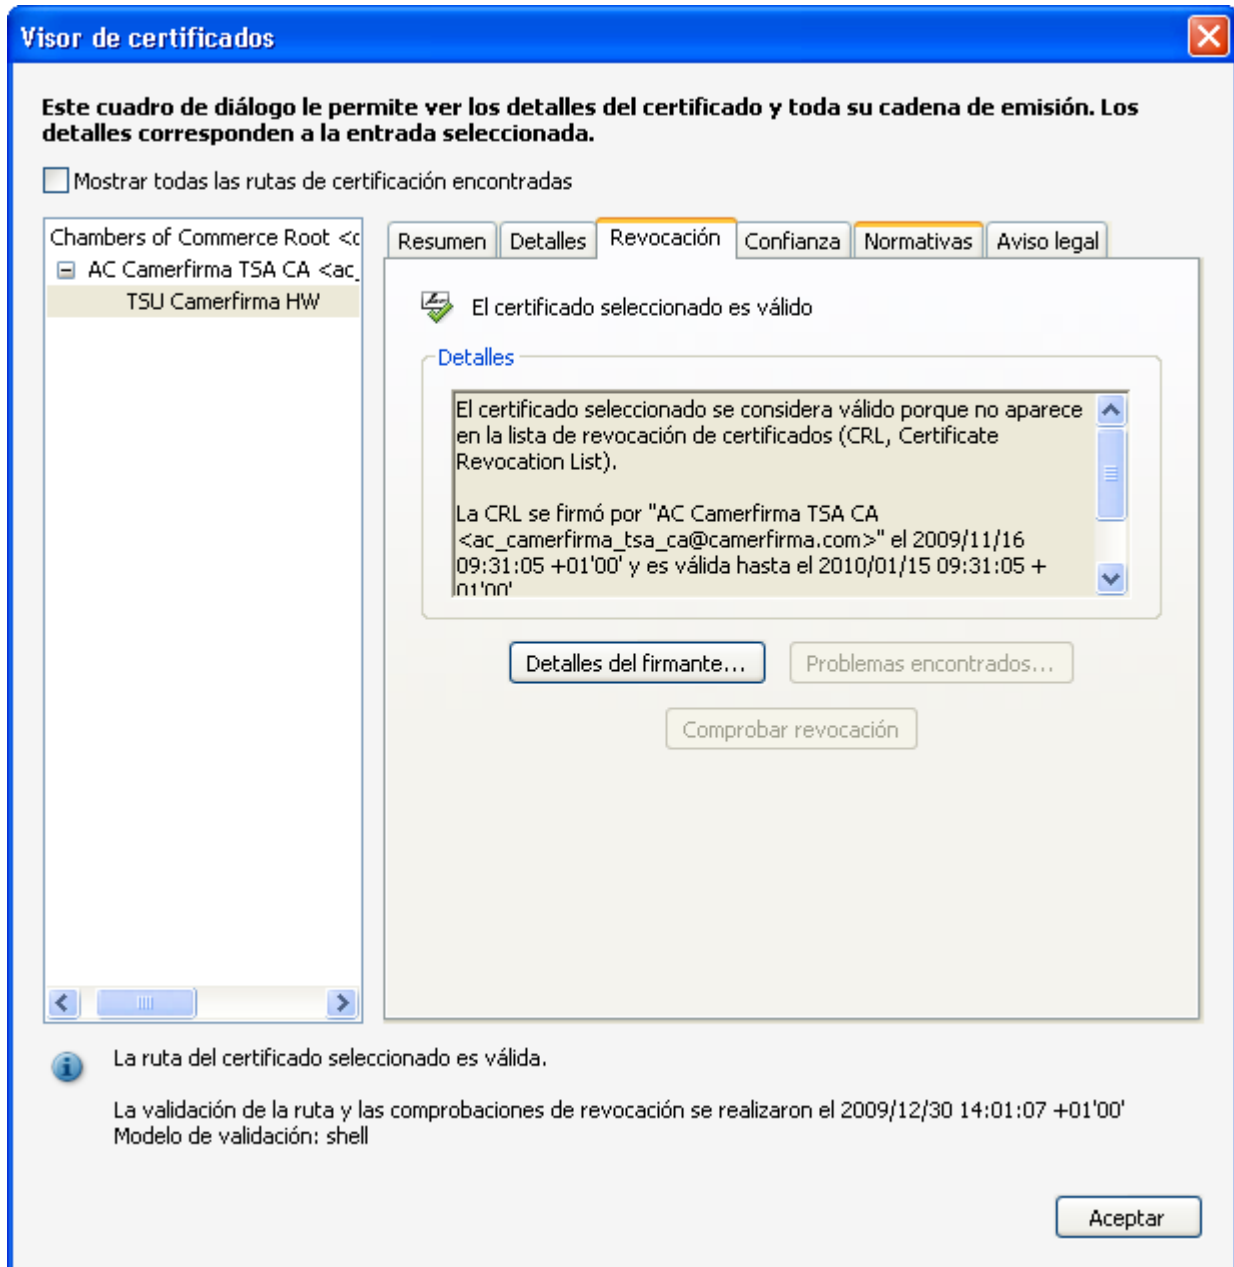 Visor de certificados
Este cuadro de diálogo le permite ver los detalles del certificado y toda su cadena de emisión. Los
detalles corresponden a la entrada seleccionada.
Mostrar todas las rutas de certificación encontradas
Chambers of Commerce Root <c
AC Camerfirma TSA CA <ac_
TSU Camerfirma HW
Resumen
Detalles
Revocación
Confianza
Normativas
Aviso legal
El certificado seleccionado es válido
Detalles
El certificado seleccionado se considera válido porque no aparece
en la lista de revocación de certificados (CRL, Certificate
Revocation List).
La CRL se firmó por "AC Camerfirma TSA CA
<ac_camerfirma_tsa_ca@camerfirma.com>" el 2009/11/16
09:31:05 +01'00' y es válida hasta el 2010/01/15 09:31:05 +
01'00'
Detalles del firmante...
Problemas encontrados...
Comprobar revocación
La ruta del certificado seleccionado es válida.
La validación de la ruta y las comprobaciones de revocación se realizaron el 2009/12/30 14:01:07 +01'00'
Modelo de validación: shell
Aceptar